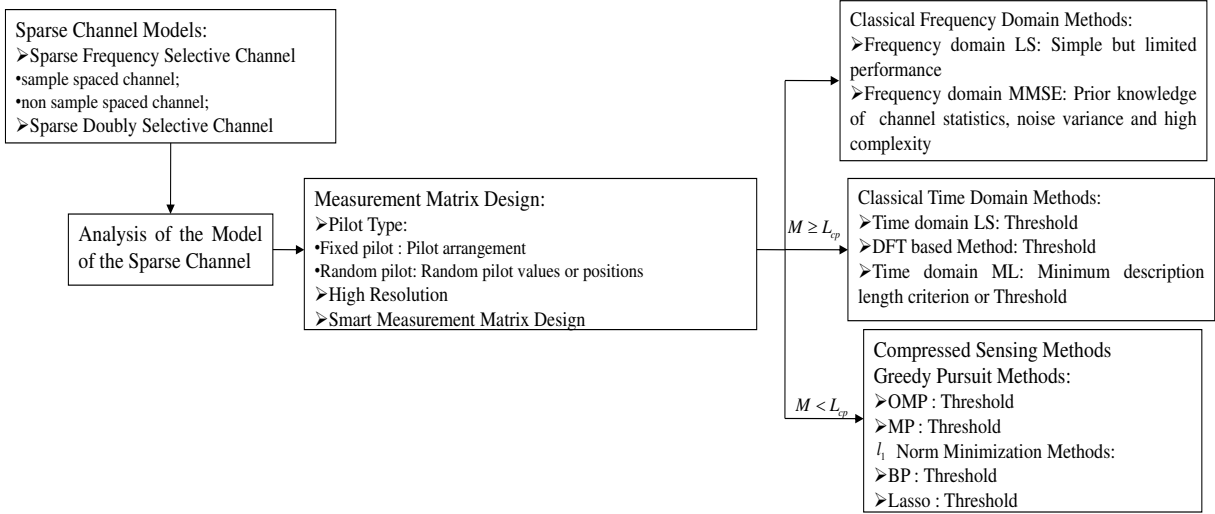 Sparse Channel Models:
➢Sparse Frequency Selective Channel
•sample spaced channel;
•non sample spaced channel;
➢Sparse Doubly Selective Channel
Analysis of the Model
of the Sparse Channel
Measurement Matrix Design:
➢Pilot Type:
•Fixed pilot : Pilot arrangement
•Random pilot: Random pilot values or positions
➢High Resolution
➢Smart Measurement Matrix Design
M ≥ L_cp
M < L_cp
Classical Frequency Domain Methods:
➢Frequency domain LS: Simple but limited
performance
➢Frequency domain MMSE: Prior knowledge
of channel statistics, noise variance and high
complexity
Classical Time Domain Methods:
➢Time domain LS: Threshold
➢DFT based Method: Threshold
➢Time domain ML: Minimum description
length criterion or Threshold
Compressed Sensing Methods
Greedy Pursuit Methods:
➢OMP : Threshold
➢MP : Threshold
l₁ Norm Minimization Methods:
➢BP : Threshold
➢Lasso : Threshold